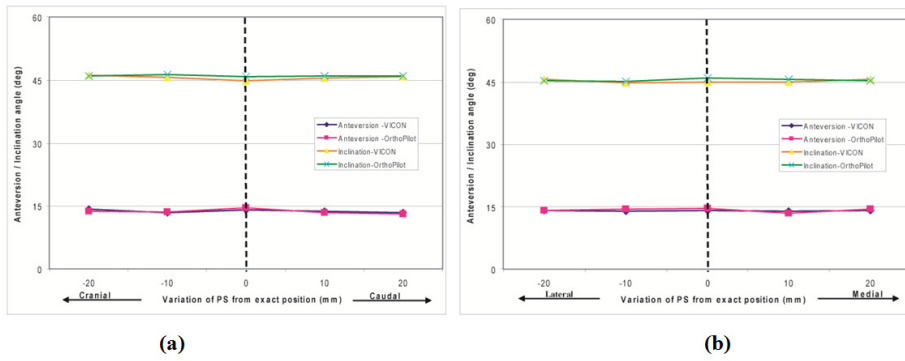 60
45
30
15
0
Anteversion / Inclination angle (deg)
Anteversion -VICON
Anteversion -OrthoPilot
Inclination-VICON
Inclination-OrthoPilot
-20 -10 0 10 20
Cranial Variation of PS from exact position (mm) Caudal
(a)
60
45
30
15
0
Anteversion / Inclination angle (deg)
Anteversion -VICON
Anteversion -OrthoPilot
Inclination-VICON
Inclination-OrthoPilot
-20 -10 0 10 20
Lateral Variation of PS from exact position (mm) Medial
(b)